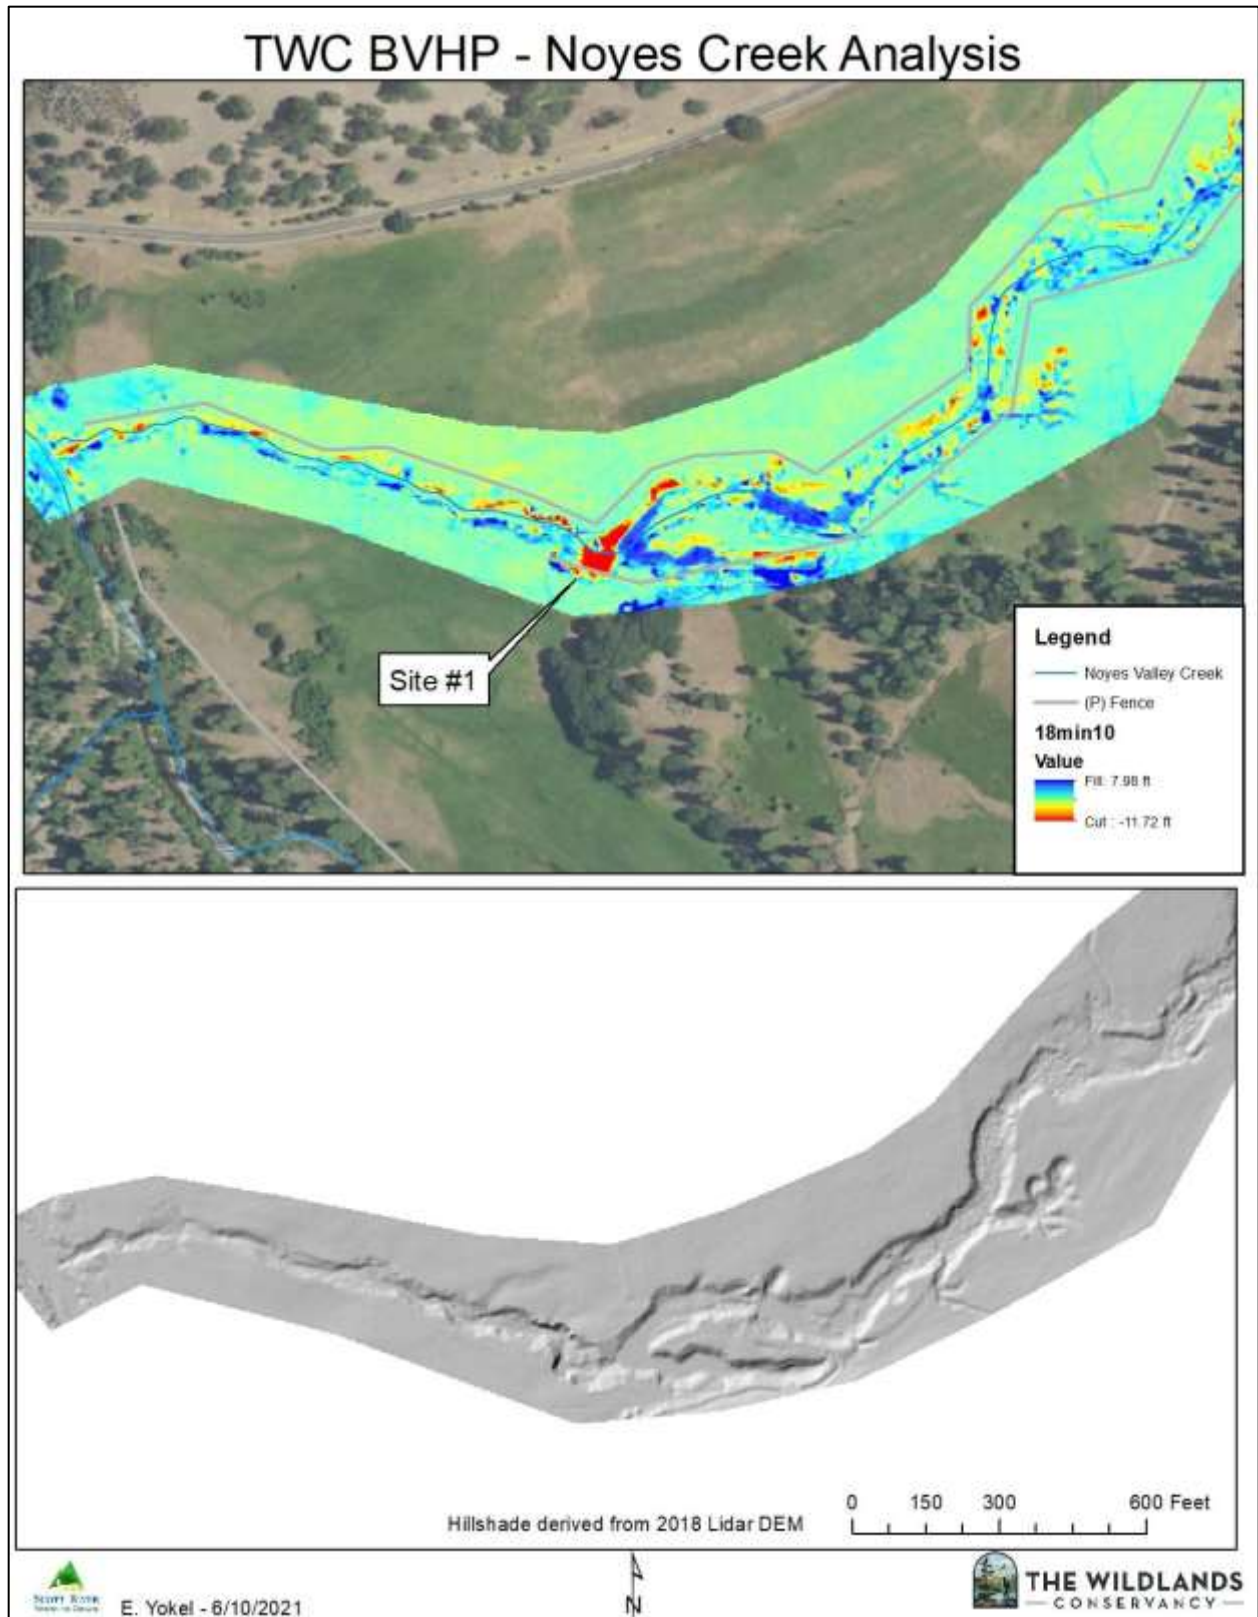 TWC BVHP - Noyes Creek Analysis
Site #1
Legend
Noyes Valley Creek
(P) Fence
18min10
Value
Fill: 7.98 ft
Cut : -11.72 ft
0 150 300 600 Feet
Hillshade derived from 2018 Lidar DEM
SCOTT RIVER
E. Yokel - 6/10/2021
N
THE WILDLANDS
CONSERVANCY